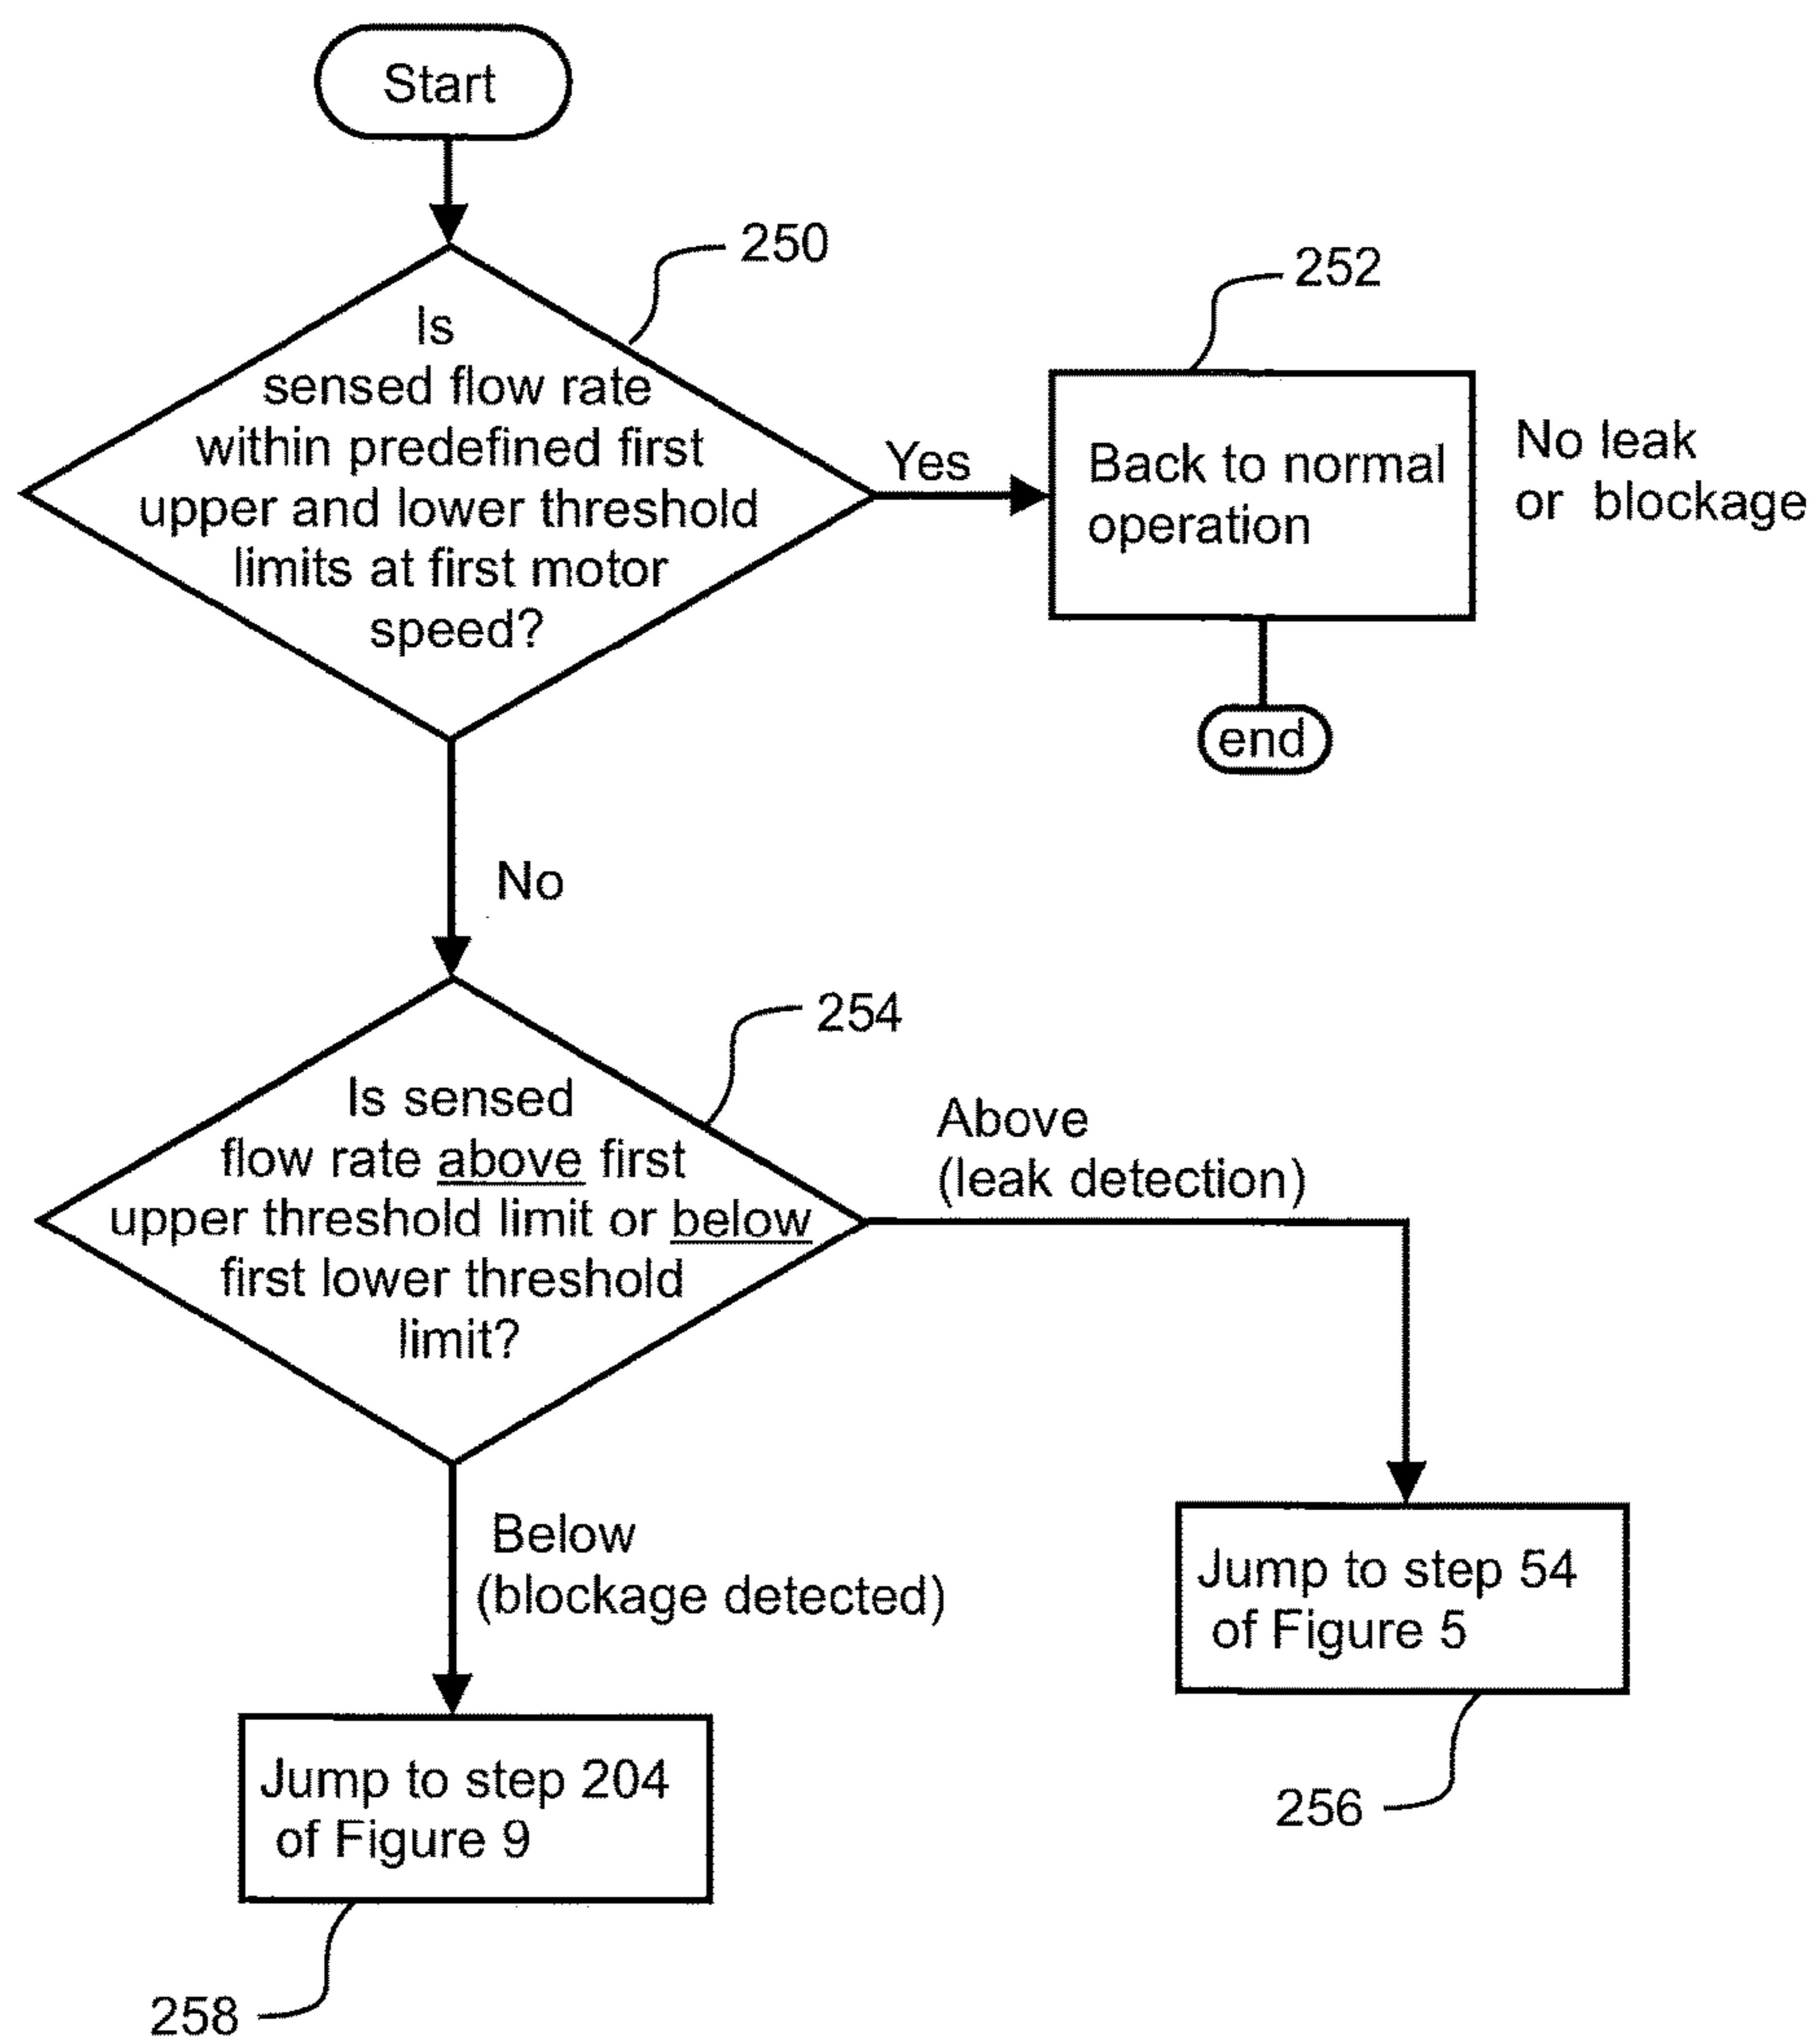 Start
250
Is
sensed flow rate
within predefined first
upper and lower threshold
limits at first motor
speed?
Yes
252
Back to normal
operation
No leak
or blockage
end
No
254
Is sensed
flow rate above first
upper threshold limit or below
first lower threshold
limit?
Above
(leak detection)
Below
(blockage detected)
Jump to step 54
of Figure 5
256
Jump to step 204
of Figure 9
258